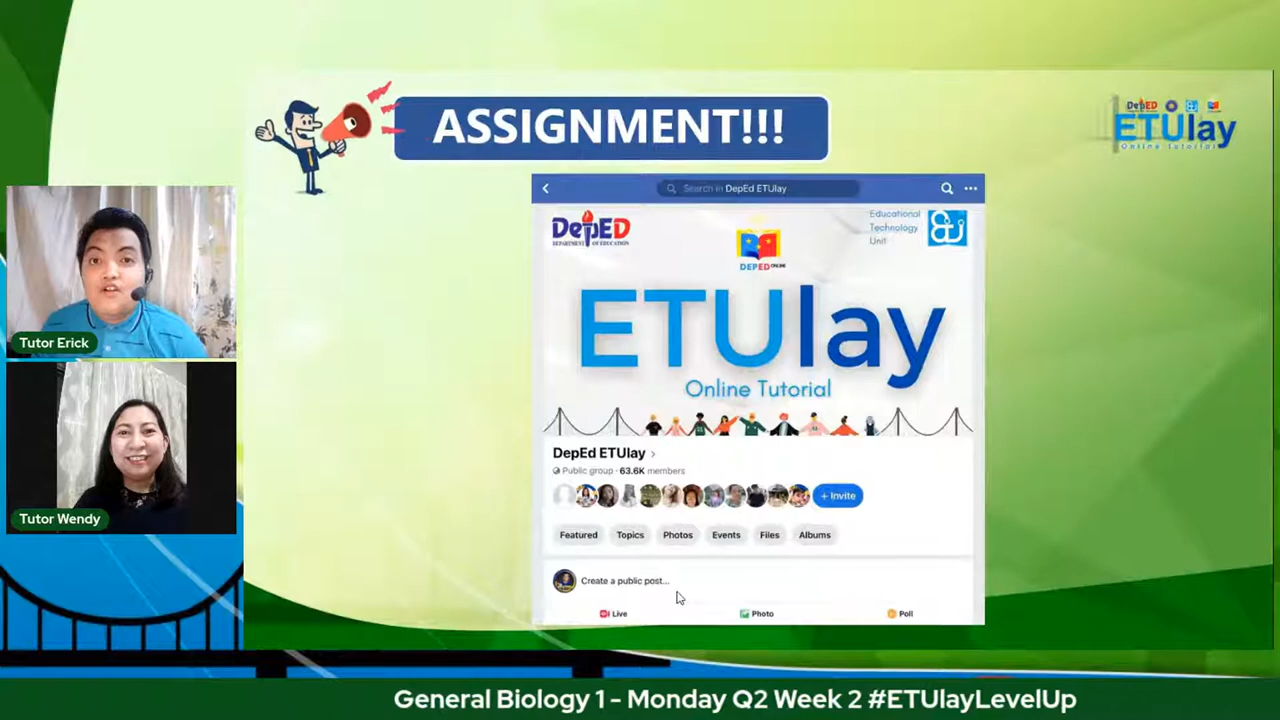 ASSIGNMENT!!!
DepED
ETUlay
Online Tutorial
Search in DepEd ETUlay
DepED
DEPARTMENT OF EDUCATION
DEPED ONLINE
Educational
Technology
Unit
ETUlay
Online Tutorial
DepEd ETUlay
Public group · 63.6K members
+ Invite
Featured Topics Photos Events Files Albums
Create a public post...
Live Photo Poll
Tutor Erick
Tutor Wendy
General Biology 1 - Monday Q2 Week 2 #ETUlayLevelUp